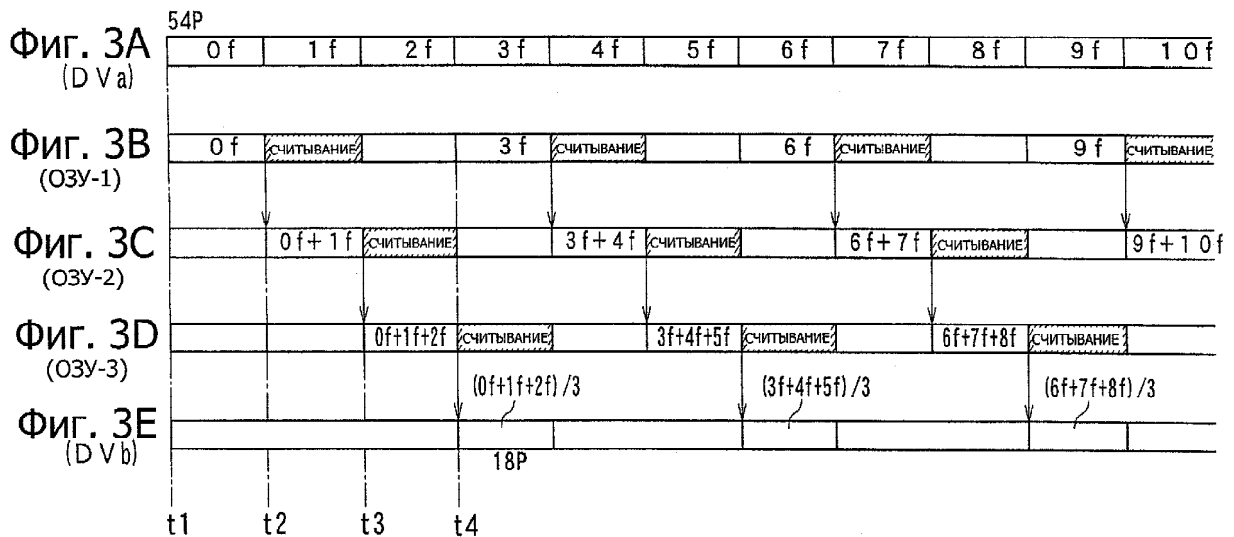 54P
Фиг. 3A 0f 1f 2f 3f 4f 5f 6f 7f 8f 9f 10f
(DVa)
Фиг. 3B 0f СЧИТЫВАНИЕ 3f СЧИТЫВАНИЕ 6f СЧИТЫВАНИЕ 9f СЧИТЫВАНИЕ
(ОЗУ-1)
Фиг. 3C 0f+1f СЧИТЫВАНИЕ 3f+4f СЧИТЫВАНИЕ 6f+7f СЧИТЫВАНИЕ 9f+10f
(ОЗУ-2)
Фиг. 3D 0f+1f+2f СЧИТЫВАНИЕ 3f+4f+5f СЧИТЫВАНИЕ 6f+7f+8f СЧИТЫВАНИЕ
(ОЗУ-3)
(0f+1f+2f)/3 (3f+4f+5f)/3 (6f+7f+8f)/3
Фиг. 3E
(DVb)
18P
t1 t2 t3 t4